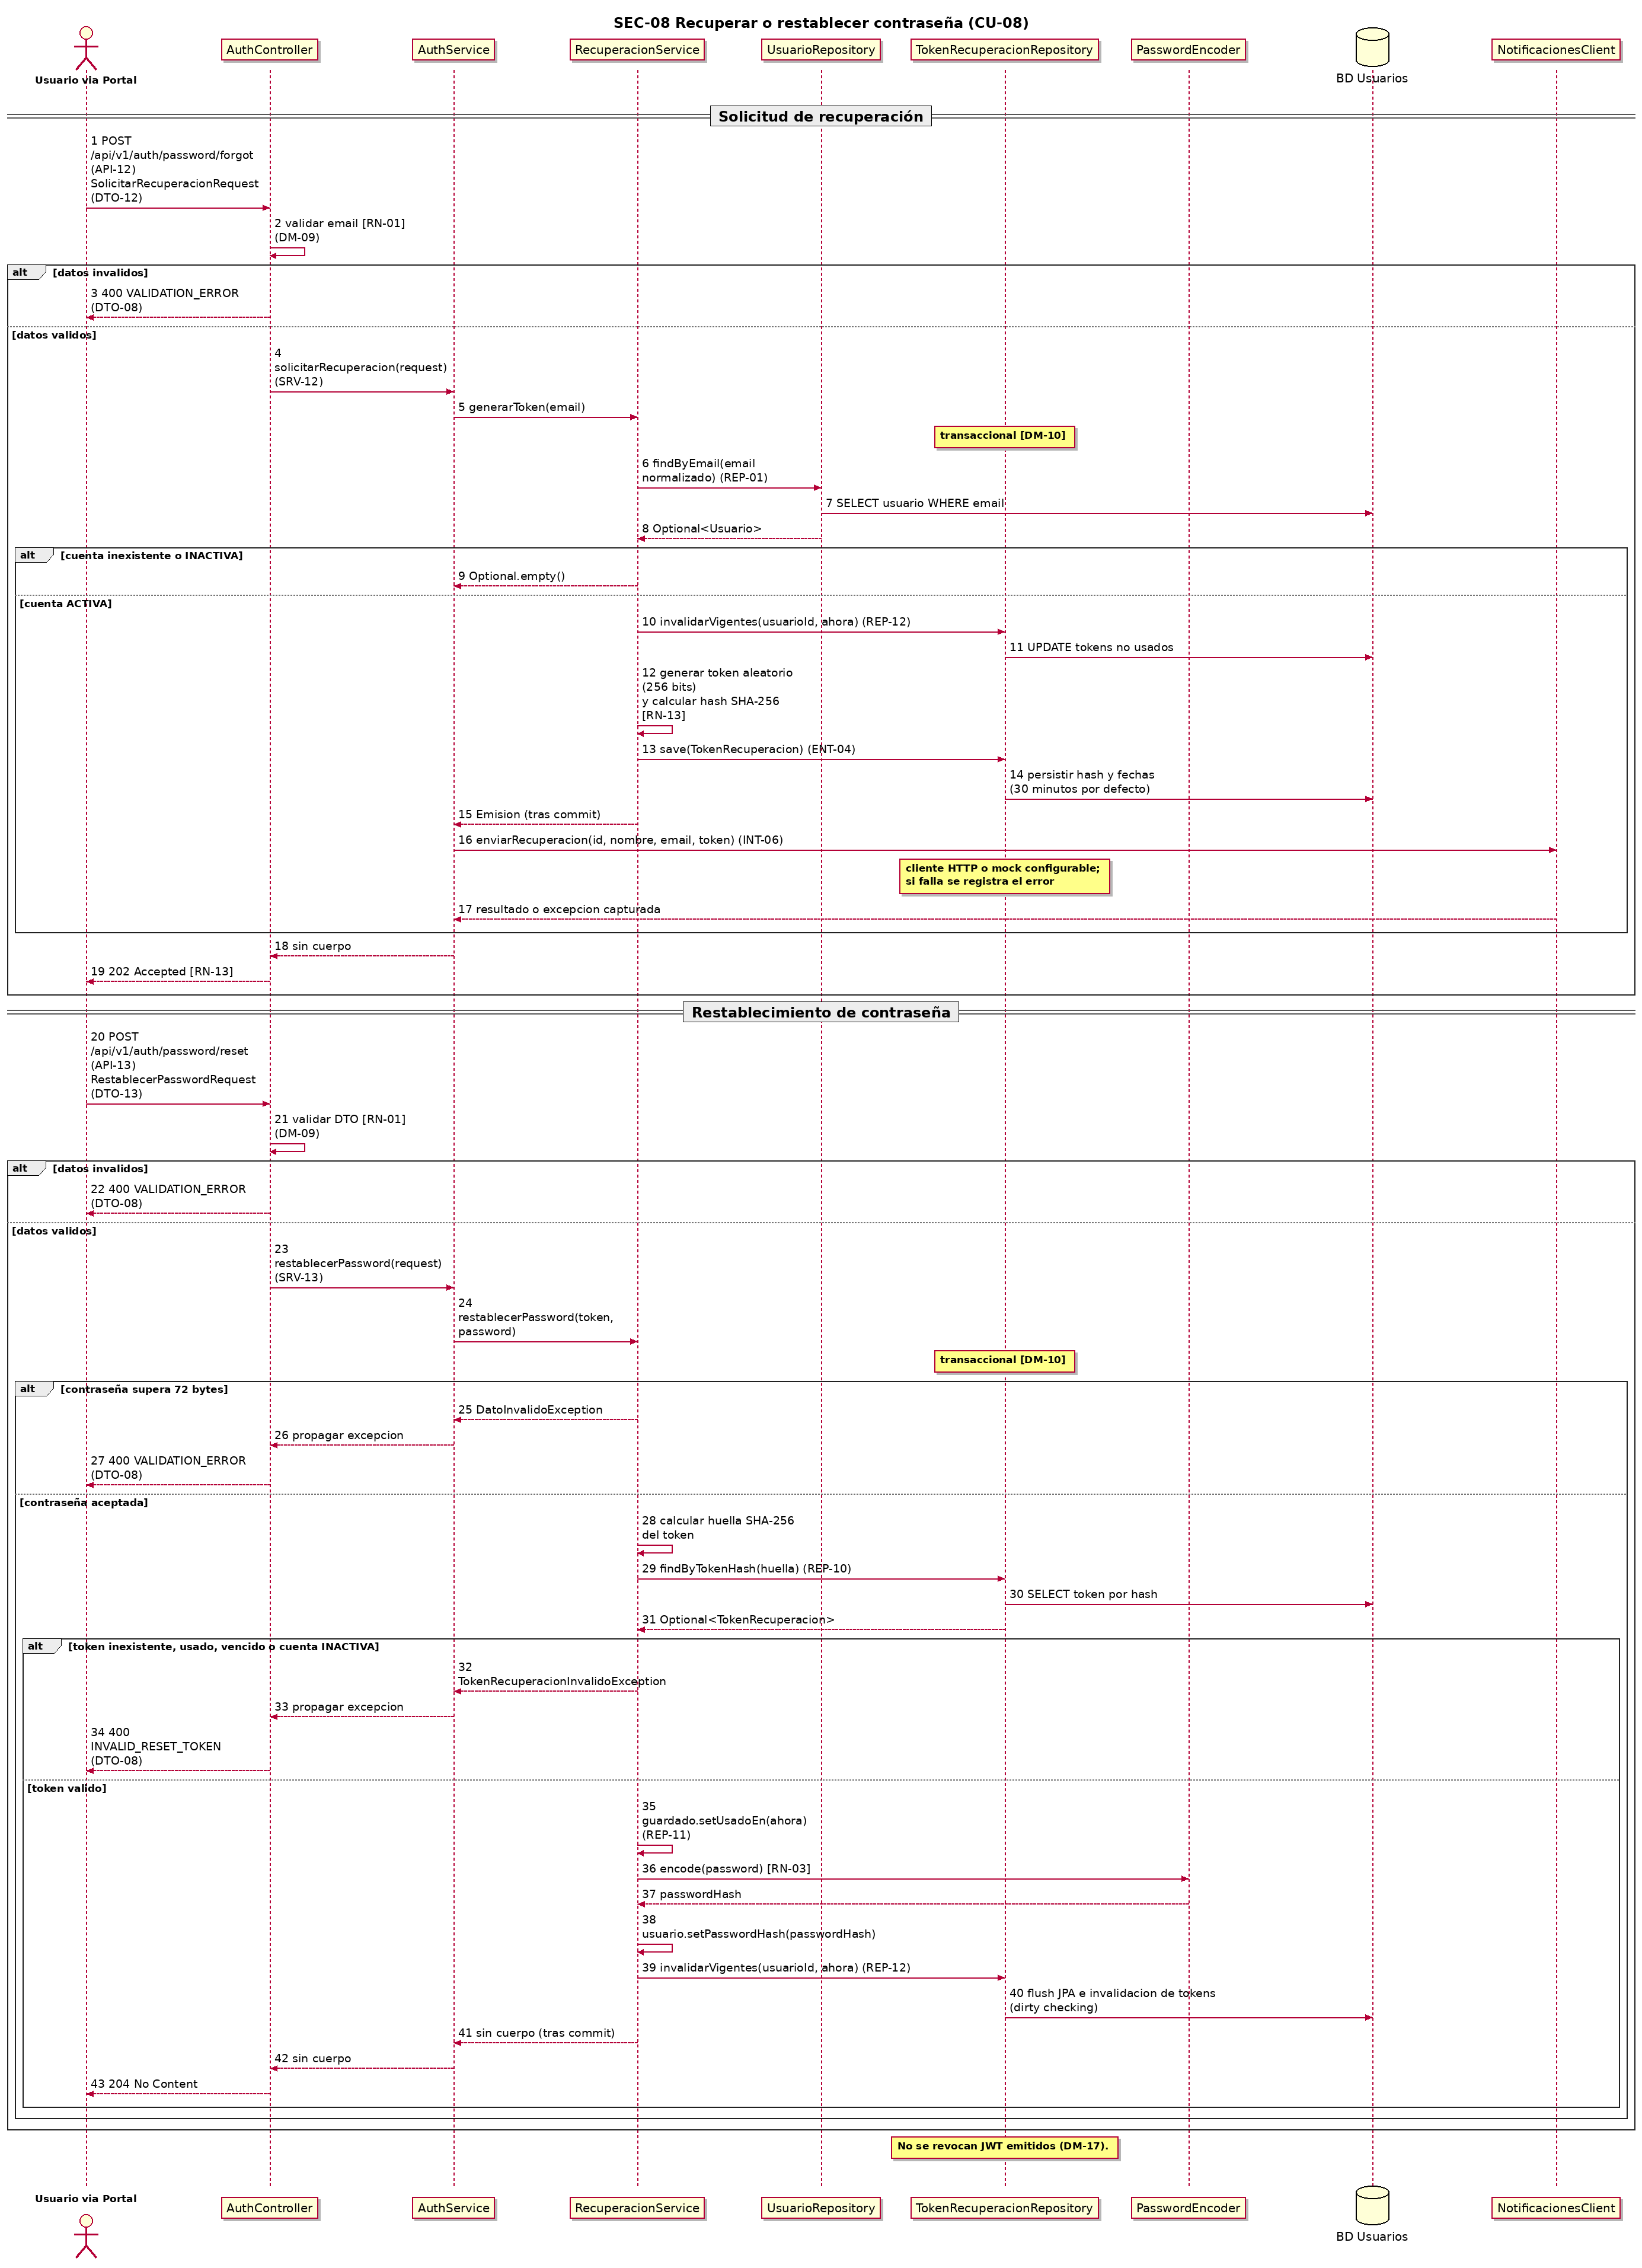 SEC-08 Recuperar o restablecer contraseña (CU-08)
Usuario via Portal
AuthController
AuthService
RecuperacionService
UsuarioRepository
TokenRecuperacionRepository
PasswordEncoder
BD Usuarios
NotificacionesClient
Solicitud de recuperación
1 POST
/api/v1/auth/password/forgot
(API-12)
SolicitarRecuperacionRequest
(DTO-12)
2 validar email [RN-01]
(DM-09)
alt [datos invalidos]
3 400 VALIDATION_ERROR
(DTO-08)
[datos validos]
4
solicitarRecuperacion(request)
(SRV-12)
5 generarToken(email)
transaccional [DM-10]
6 findByEmail(email
normalizado) (REP-01)
7 SELECT usuario WHERE email
8 Optional<Usuario>
alt [cuenta inexistente o INACTIVA]
9 Optional.empty()
[cuenta ACTIVA]
10 invalidarVigentes(usuarioId, ahora) (REP-12)
11 UPDATE tokens no usados
12 generar token aleatorio
(256 bits)
y calcular hash SHA-256
[RN-13]
13 save(TokenRecuperacion) (ENT-04)
14 persistir hash y fechas
(30 minutos por defecto)
15 Emision (tras commit)
16 enviarRecuperacion(id, nombre, email, token) (INT-06)
cliente HTTP o mock configurable;
si falla se registra el error
17 resultado o excepcion capturada
18 sin cuerpo
19 202 Accepted [RN-13]
Restablecimiento de contraseña
20 POST
/api/v1/auth/password/reset
(API-13)
RestablecerPasswordRequest
(DTO-13)
21 validar DTO [RN-01]
(DM-09)
alt [datos invalidos]
22 400 VALIDATION_ERROR
(DTO-08)
[datos validos]
23
restablecerPassword(request)
(SRV-13)
24
restablecerPassword(token,
password)
transaccional [DM-10]
alt [contraseña supera 72 bytes]
25 DatoInvalidoException
26 propagar excepcion
27 400 VALIDATION_ERROR
(DTO-08)
[contraseña aceptada]
28 calcular huella SHA-256
del token
29 findByTokenHash(huella) (REP-10)
30 SELECT token por hash
31 Optional<TokenRecuperacion>
alt [token inexistente, usado, vencido o cuenta INACTIVA]
32
TokenRecuperacionInvalidoException
33 propagar excepcion
34 400
INVALID_RESET_TOKEN
(DTO-08)
[token valido]
35
guardado.setUsadoEn(ahora)
(REP-11)
36 encode(password) [RN-03]
37 passwordHash
38
usuario.setPasswordHash(passwordHash)
39 invalidarVigentes(usuarioId, ahora) (REP-12)
40 flush JPA e invalidacion de tokens
(dirty checking)
41 sin cuerpo (tras commit)
42 sin cuerpo
43 204 No Content
No se revocan JWT emitidos (DM-17).
Usuario via Portal
AuthController
AuthService
RecuperacionService
UsuarioRepository
TokenRecuperacionRepository
PasswordEncoder
BD Usuarios
NotificacionesClient